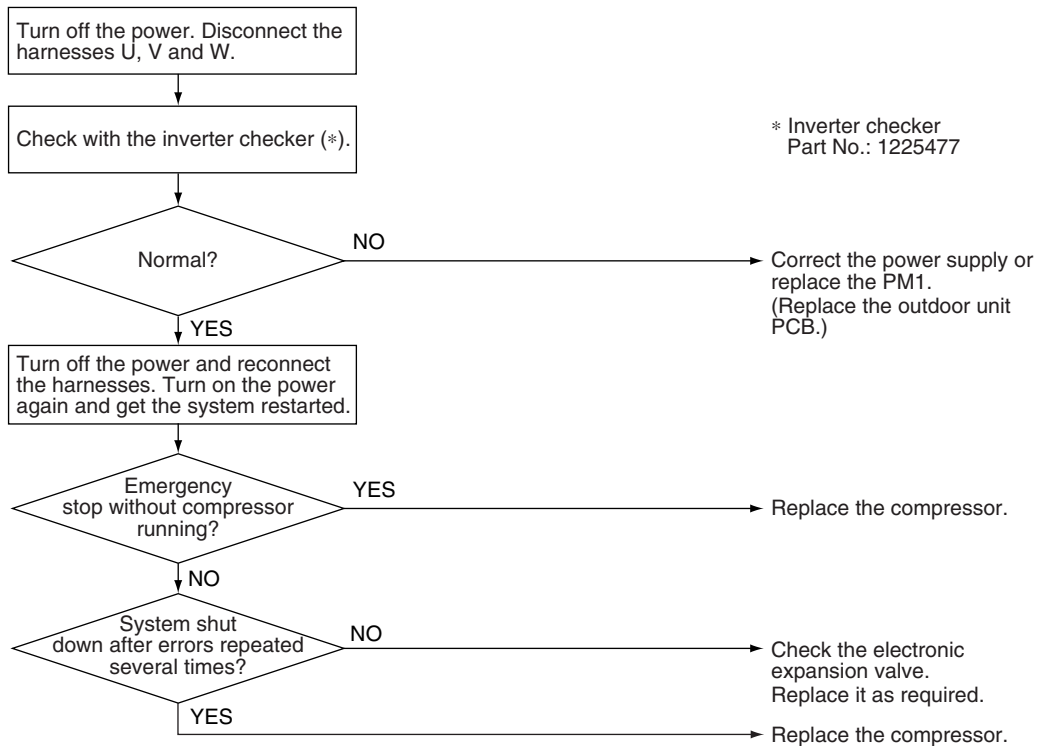 Turn off the power. Disconnect the
harnesses U, V and W.
Check with the inverter checker (*).
* Inverter checker
Part No.: 1225477
Normal?
NO
Correct the power supply or
replace the PM1.
(Replace the outdoor unit
PCB.)
YES
Turn off the power and reconnect
the harnesses. Turn on the power
again and get the system restarted.
Emergency
stop without compressor
running?
YES
Replace the compressor.
NO
System shut
down after errors repeated
several times?
NO
Check the electronic
expansion valve.
Replace it as required.
YES
Replace the compressor.